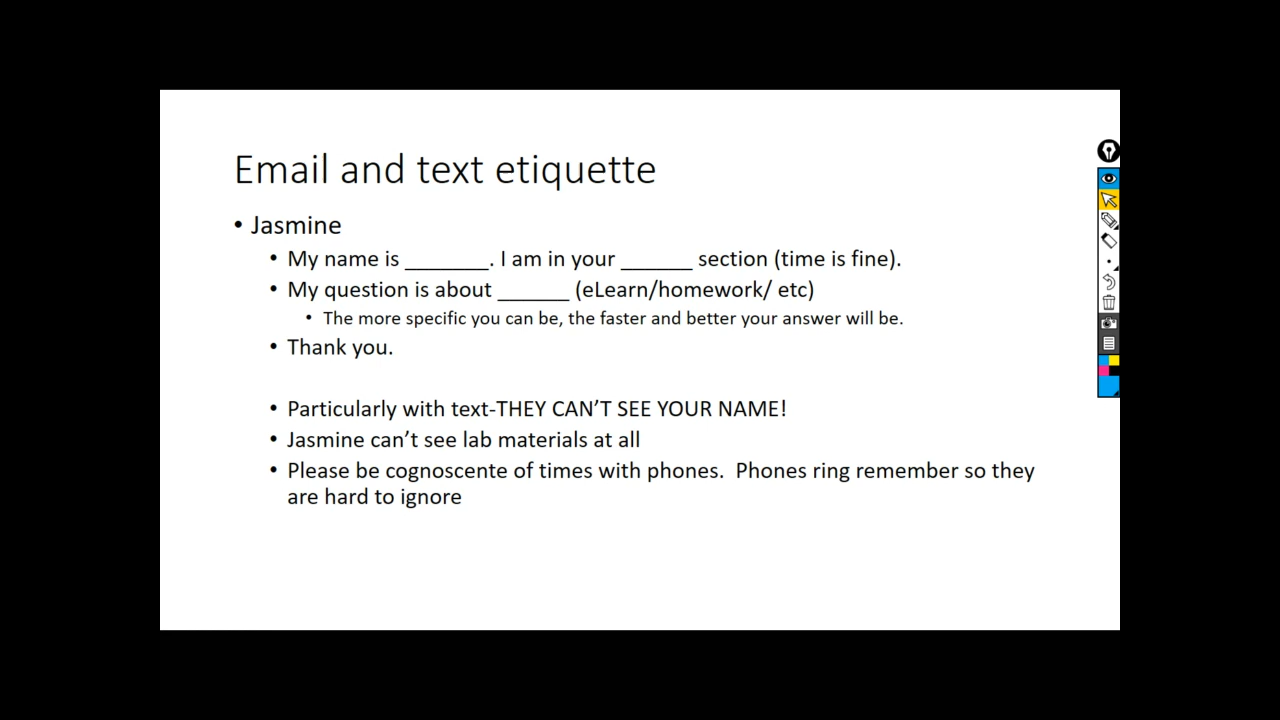 Email and text etiquette
• Jasmine
• My name is _______. I am in your ______ section (time is fine).
• My question is about ______ (eLearn/homework/ etc)
• The more specific you can be, the faster and better your answer will be.
• Thank you.
• Particularly with text-THEY CAN'T SEE YOUR NAME!
• Jasmine can't see lab materials at all
• Please be cognoscente of times with phones.  Phones ring remember so they
are hard to ignore